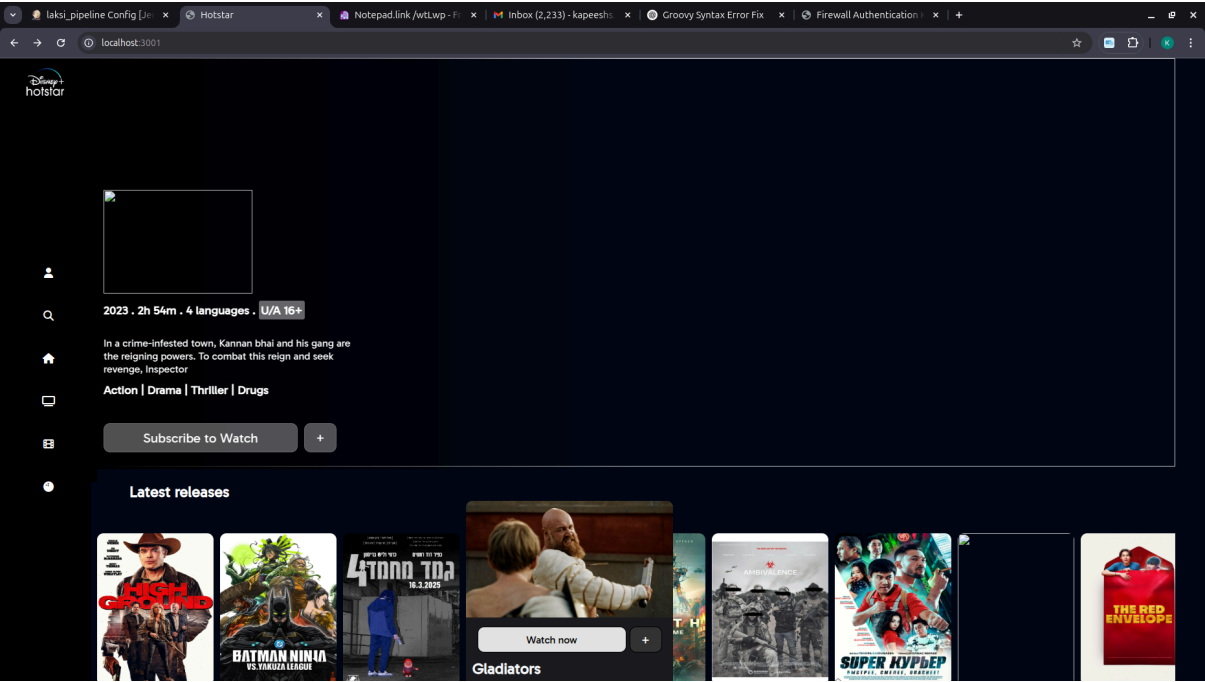 laksi_pipeline Config [Je
Hotstar
Notepad.link /wtLwp - Fr
Inbox (2,233) - kapeeshs.
Groovy Syntax Error Fix
Firewall Authentication
localhost:3001
K
Disney+
hotstar
2023 . 2h 54m . 4 languages . U/A 16+
In a crime-infested town, Kannan bhai and his gang are
the reigning powers. To combat this reign and seek
revenge, Inspector
Action | Drama | Thriller | Drugs
Subscribe to Watch
+
Latest releases
HIGH
GROUND
BATMAN NINJA
VS. YAKUZA LEAGUE
גמד מחמד
4
16.3.2025
Watch now
+
Gladiators
AMBIVALENCE
SUPER КУРЬЕР
THE RED
ENVELOPE